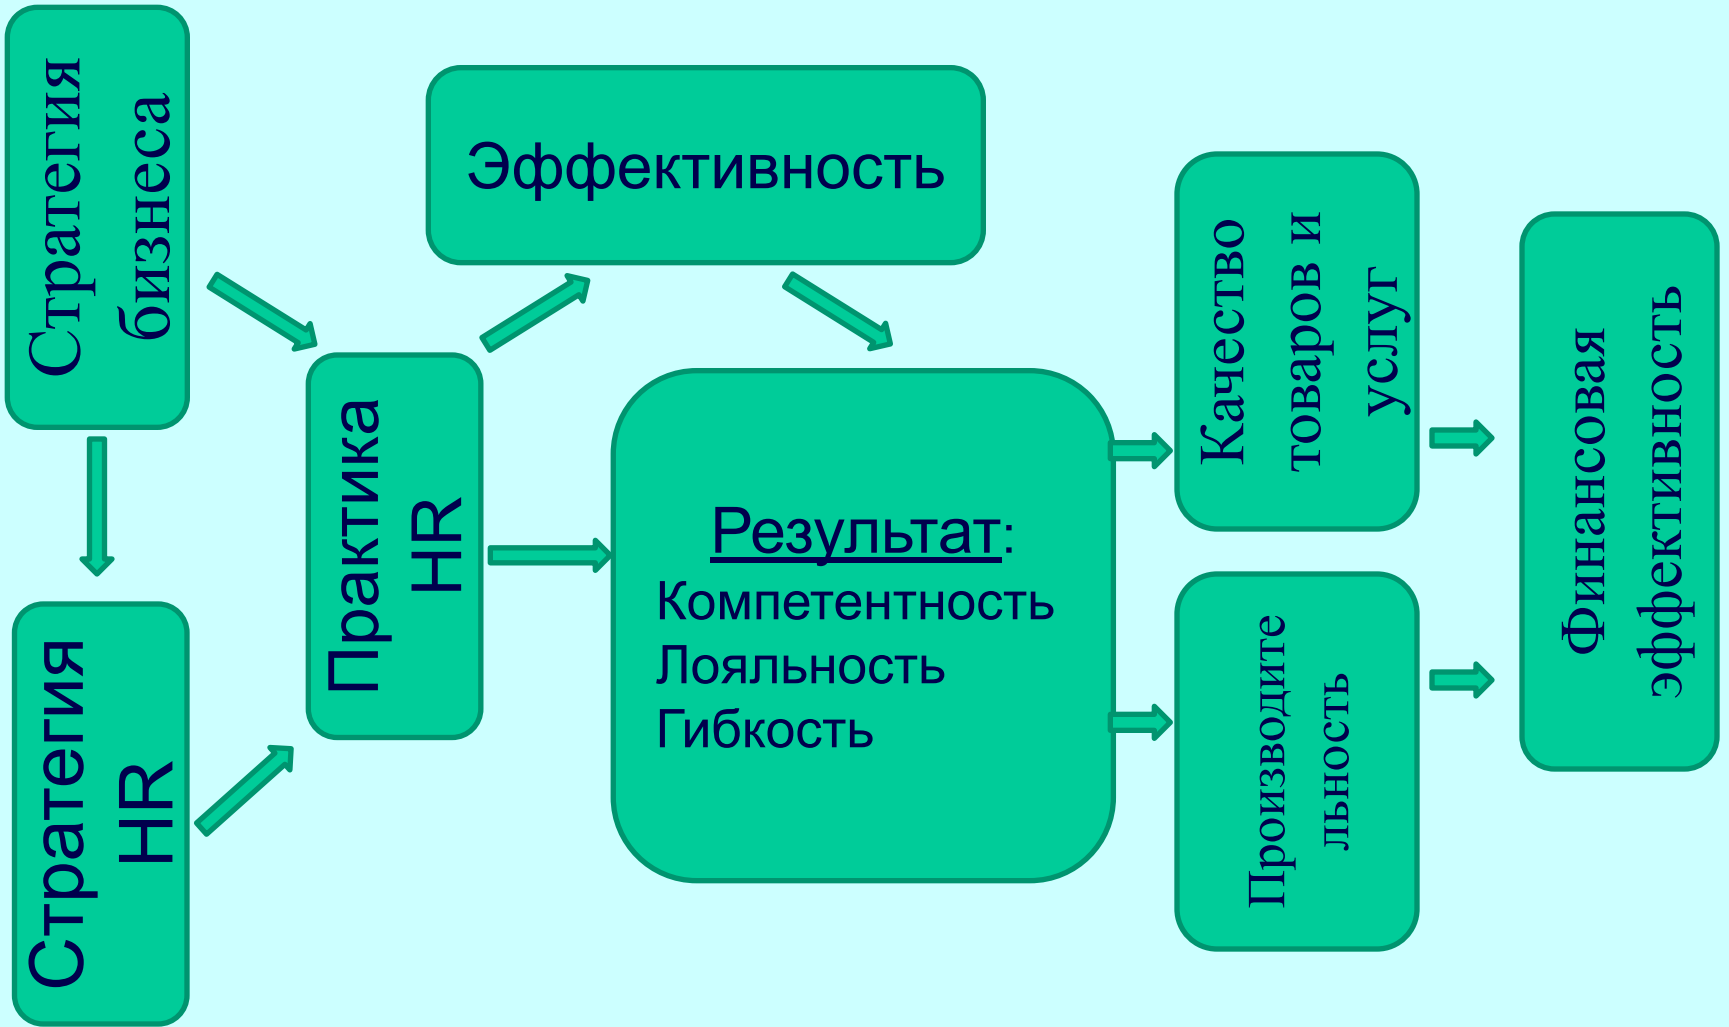 Стратегия
бизнеса
Стратегия
HR
Практика
HR
Эффективность
Результат:
Компетентность
Лояльность
Гибкость
Качество
товаров и
услуг
Производите
льность
Финансовая
эффективность